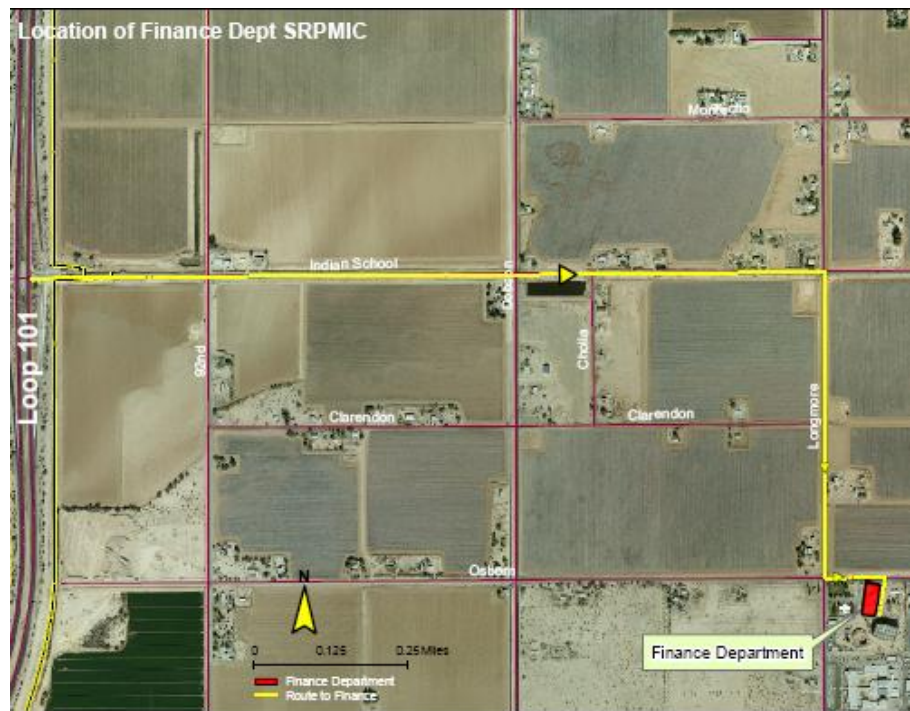 Location of Finance Dept SRPMIC
Montecito
Indian School
Dobson
Loop 101
92nd
Cholla
Longmore
Clarendon
Clarendon
Osborn
N
0 0.125 0.25 Miles
Finance Department
Route to Finance
Finance Department